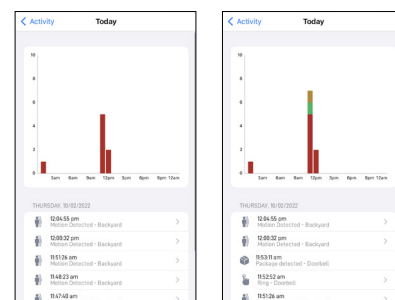 Activity Today
10
8
6
4
2
0
3am 6am 9am 12pm 3pm 6pm 9pm 12am
THURSDAY, 10/02/2022
12:04:55 pm
Motion Detected - Backyard
12:00:32 pm
Motion Detected - Backyard
11:51:26 am
Motion Detected - Backyard
11:48:23 am
Motion Detected - Backyard
11:47:40 am
Activity Today
10
8
6
4
2
0
3am 6am 9am 12pm 3pm 6pm 9pm 12am
THURSDAY, 10/02/2022
12:04:55 pm
Motion Detected - Backyard
12:00:32 pm
Motion Detected - Backyard
11:53:11 am
Package detected - Doorbell
11:52:52 am
Ring - Doorbell
11:51:26 am